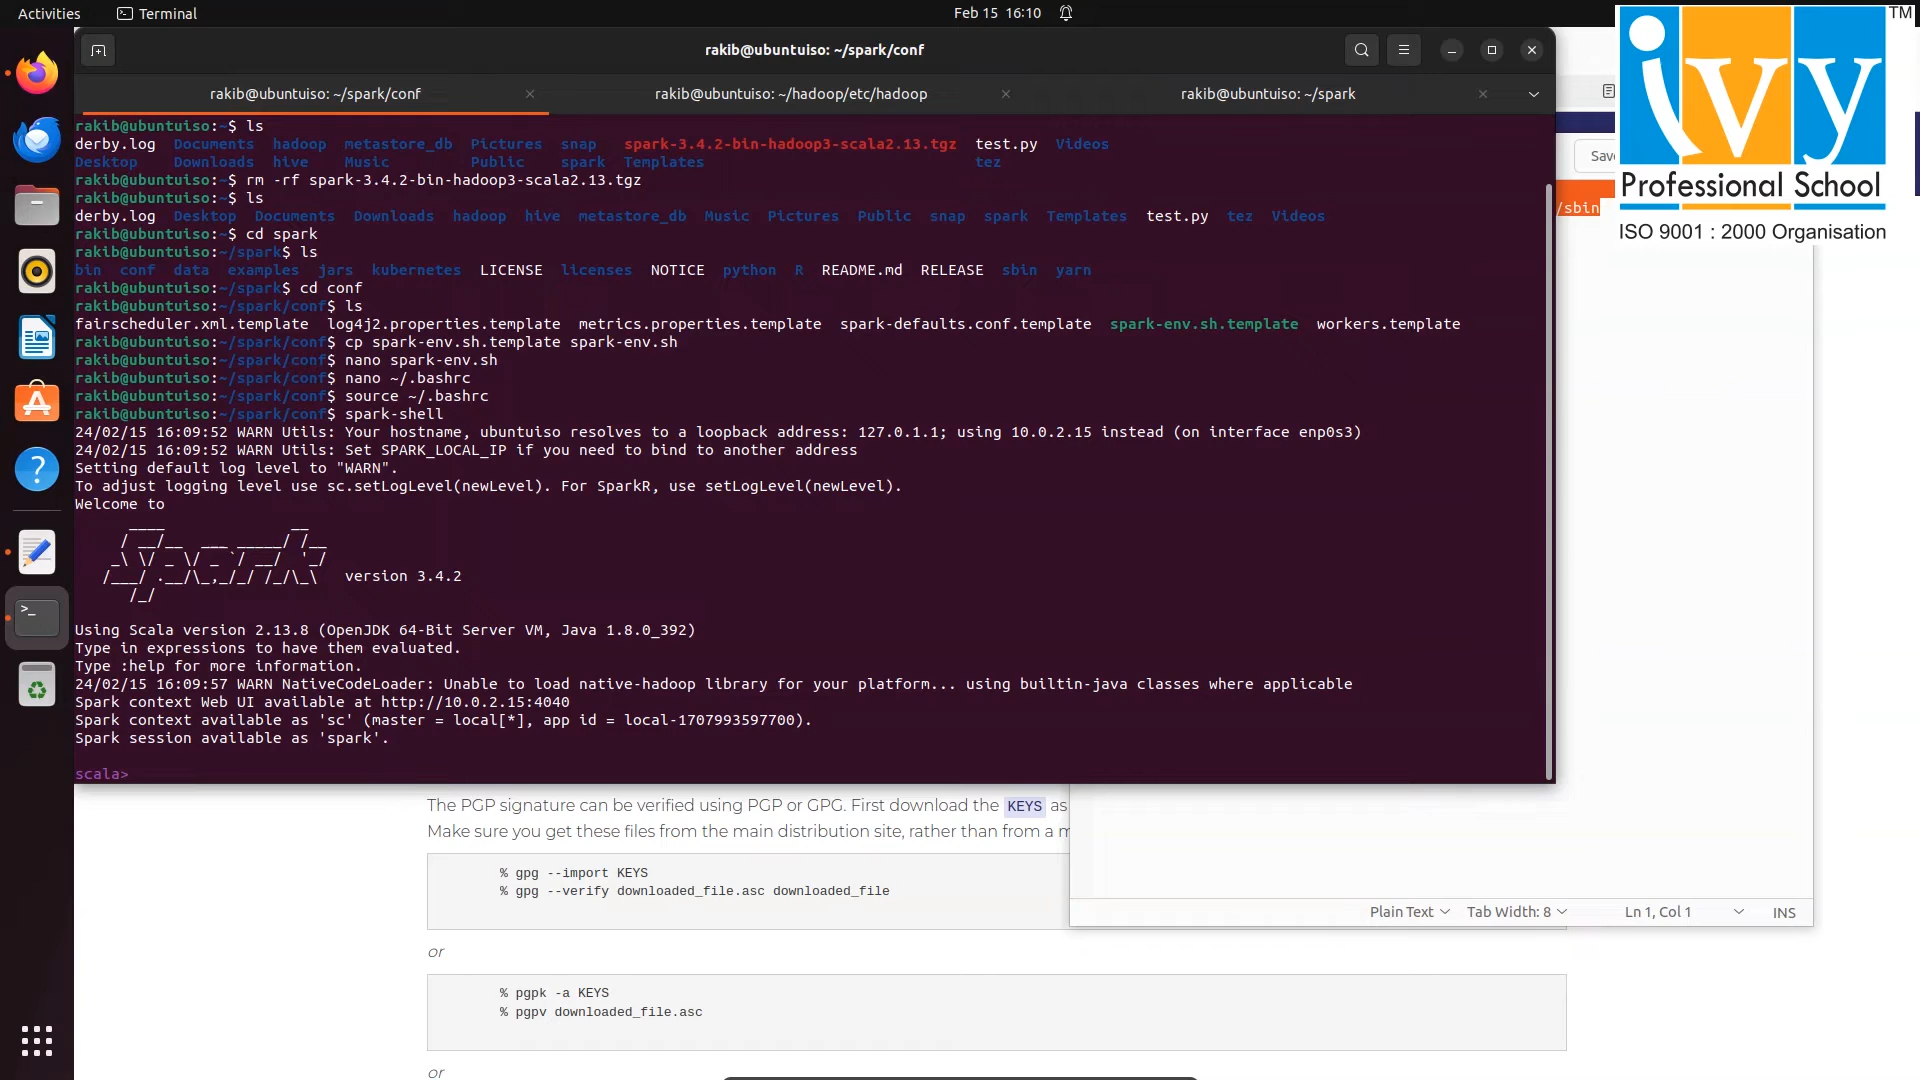 Activities
Terminal
Feb 15 16:10
rakib@ubuntuiso: ~/spark/conf
rakib@ubuntuiso: ~/spark/conf
rakib@ubuntuiso: ~/hadoop/etc/hadoop
rakib@ubuntuiso: ~/spark
rakib@ubuntuiso:~$ ls
derby.log  Documents  hadoop  metastore_db  Pictures  snap   spark-3.4.2-bin-hadoop3-scala2.13.tgz  test.py  Videos
Desktop    Downloads  hive    Music         Public    spark  Templates                              tez
rakib@ubuntuiso:~$ rm -rf spark-3.4.2-bin-hadoop3-scala2.13.tgz
rakib@ubuntuiso:~$ ls
derby.log  Desktop  Documents  Downloads  hadoop  hive  metastore_db  Music  Pictures  Public  snap  spark  Templates  test.py  tez  Videos
rakib@ubuntuiso:~$ cd spark
rakib@ubuntuiso:~/spark$ ls
bin  conf  data  examples  jars  kubernetes  LICENSE  licenses  NOTICE  python  R  README.md  RELEASE  sbin  yarn
rakib@ubuntuiso:~/spark$ cd conf
rakib@ubuntuiso:~/spark/conf$ ls
fairscheduler.xml.template  log4j2.properties.template  metrics.properties.template  spark-defaults.conf.template  spark-env.sh.template  workers.template
rakib@ubuntuiso:~/spark/conf$ cp spark-env.sh.template spark-env.sh
rakib@ubuntuiso:~/spark/conf$ nano spark-env.sh
rakib@ubuntuiso:~/spark/conf$ nano ~/.bashrc
rakib@ubuntuiso:~/spark/conf$ source ~/.bashrc
rakib@ubuntuiso:~/spark/conf$ spark-shell
24/02/15 16:09:52 WARN Utils: Your hostname, ubuntuiso resolves to a loopback address: 127.0.1.1; using 10.0.2.15 instead (on interface enp0s3)
24/02/15 16:09:52 WARN Utils: Set SPARK_LOCAL_IP if you need to bind to another address
Setting default log level to "WARN".
To adjust logging level use sc.setLogLevel(newLevel). For SparkR, use setLogLevel(newLevel).
Welcome to
      ____              __
     / __/__  ___ _____/ /__
    _\ \/ _ \/ _ `/ __/  '_/
   /___/ .__/\_,_/_/ /_/\_\   version 3.4.2
      /_/
Using Scala version 2.13.8 (OpenJDK 64-Bit Server VM, Java 1.8.0_392)
Type in expressions to have them evaluated.
Type :help for more information.
24/02/15 16:09:57 WARN NativeCodeLoader: Unable to load native-hadoop library for your platform... using builtin-java classes where applicable
Spark context Web UI available at http://10.0.2.15:4040
Spark context available as 'sc' (master = local[*], app id = local-1707993597700).
Spark session available as 'spark'.
scala>
Sav
/sbin
ivy
TM
Professional School
ISO 9001 : 2000 Organisation
The PGP signature can be verified using PGP or GPG. First download the KEYS as
Make sure you get these files from the main distribution site, rather than from a m
% gpg --import KEYS
% gpg --verify downloaded_file.asc downloaded_file
or
% pgpk -a KEYS
% pgpv downloaded_file.asc
or
Plain Text
Tab Width: 8
Ln 1, Col 1
INS